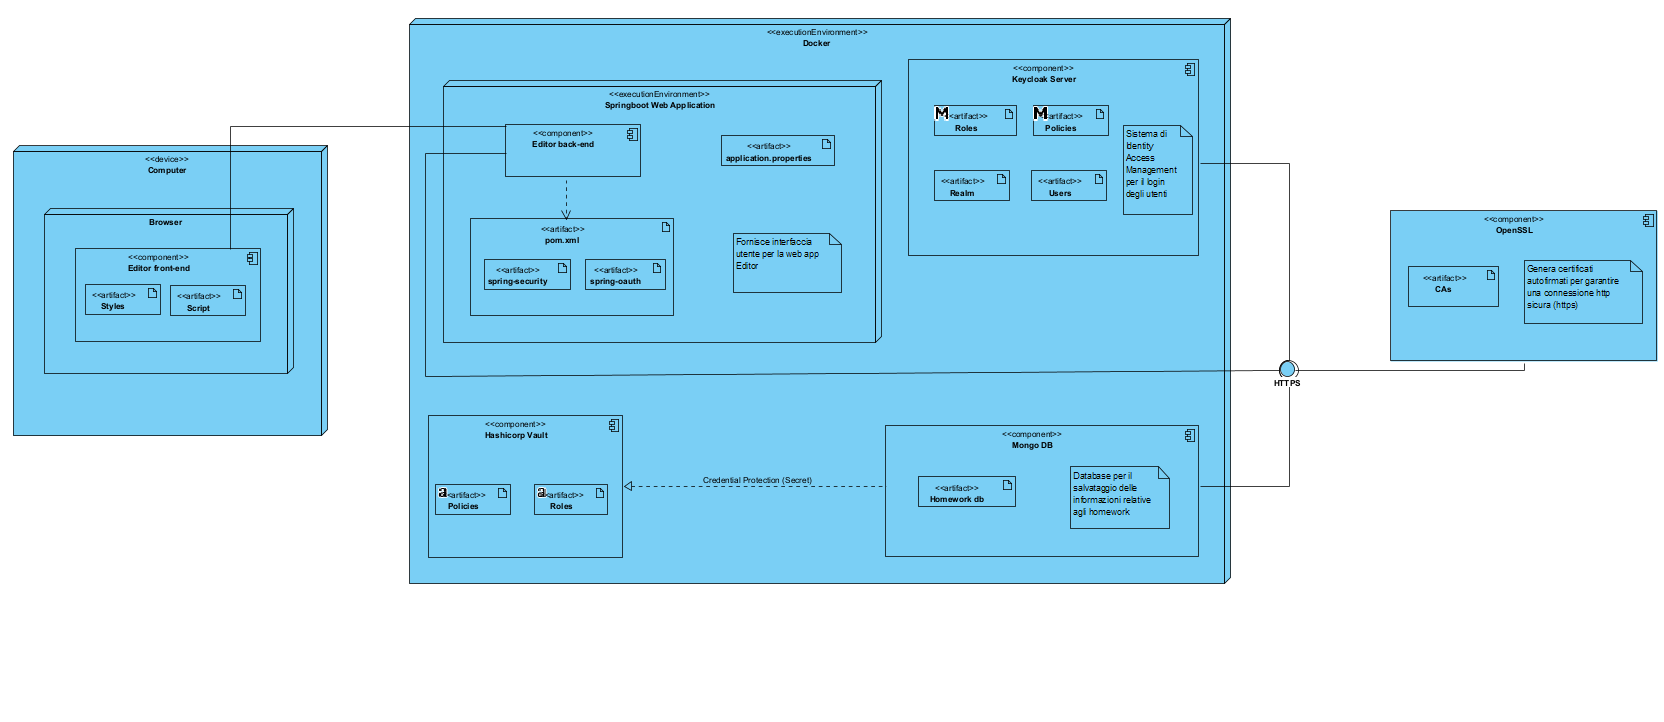 <<device>>
Computer
Browser
<<component>>
Editor front-end
<<artifact>>
Styles
<<artifact>>
Script
<<executionEnvironment>>
Docker
<<executionEnvironment>>
Springboot Web Application
<<component>>
Editor back-end
<<artifact>>
application.properties
<<artifact>>
pom.xml
<<artifact>>
spring-security
<<artifact>>
spring-oauth
Fornisce interfaccia
utente per la web app
Editor
<<component>>
Keycloak Server
M
<artifact>>
Roles
M
<artifact>>
Policies
<<artifact>>
Realm
<<artifact>>
Users
Sistema di
Identity
Access
Management
per il login
degli utenti
<<component>>
Hashicorp Vault
a
<artifact>>
Policies
a
<artifact>>
Roles
Credential Protection (Secret)
<<component>>
Mongo DB
<<artifact>>
Homework db
Database per il
salvataggio delle
informazioni relative
agli homework
HTTPS
<<component>>
OpenSSL
<<artifact>>
CAs
Genera certificati
autofirmati per garantire
una connessione http
sicura (https)